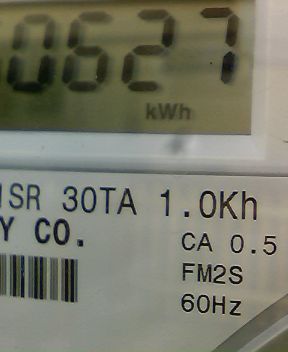 0627
kWh
SR 30TA 1.0Kh
Y CO.
CA 0.5
FM2S
60Hz